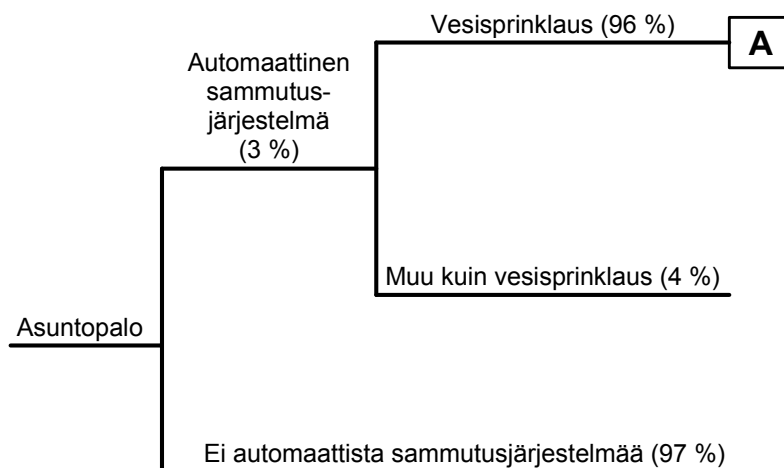 Vesisprinklaus (96 %)
A
Automaattinen
sammutus-
järjestelmä
(3 %)
Muu kuin vesisprinklaus (4 %)
Asuntopalo
Ei automaattista sammutusjärjestelmää (97 %)